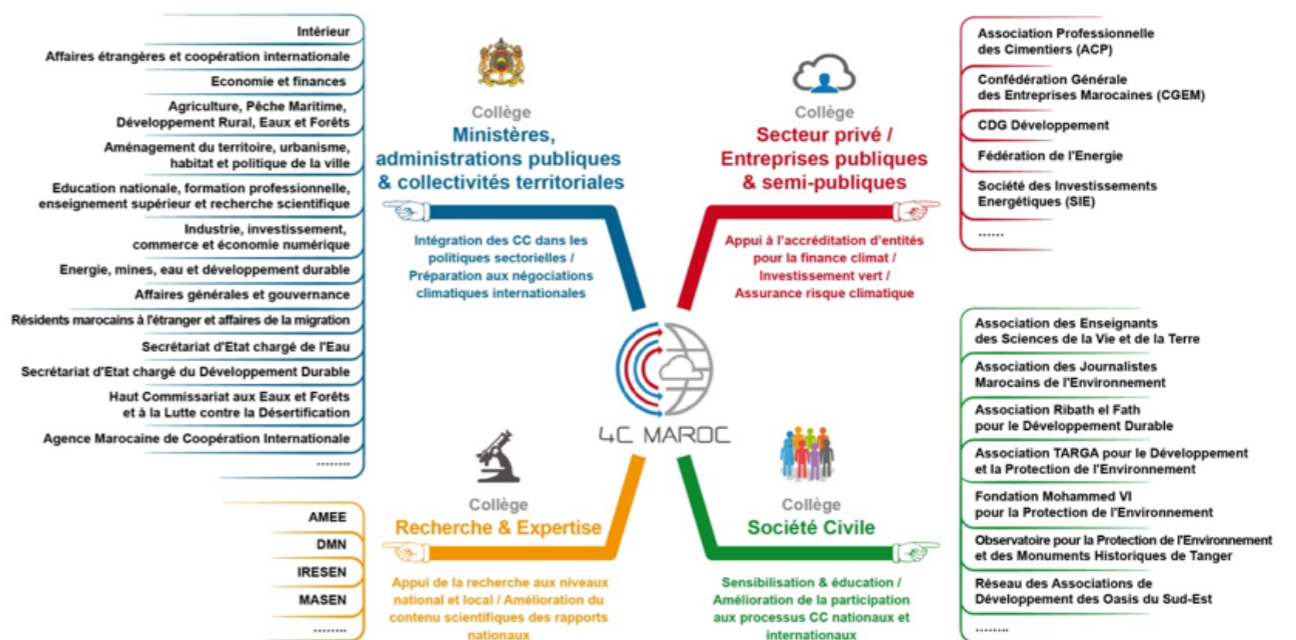 Intérieur
Affaires étrangères et coopération internationale
Economie et finances
Agriculture, Pêche Maritime,
Développement Rural, Eaux et Forêts
Aménagement du territoire, urbanisme,
habitat et politique de la ville
Education nationale, formation professionnelle,
enseignement supérieur et recherche scientifique
Industrie, investissement,
commerce et économie numérique
Energie, mines, eau et développement durable
Affaires générales et gouvernance
Résidents marocains à l'étranger et affaires de la migration
Secrétariat d'Etat chargé de l'Eau
Secrétariat d'Etat chargé du Développement Durable
Haut Commissariat aux Eaux et Forêts
et à la Lutte contre la Désertification
Agence Marocaine de Coopération Internationale
........
Collège
Ministères,
administrations publiques
& collectivités territoriales
Intégration des CC dans les
politiques sectorielles /
Préparation aux négociations
climatiques internationales
Collège
Secteur privé /
Entreprises publiques
& semi-publiques
Appui à l'accréditation d'entités
pour la finance climat /
Investissement vert /
Assurance risque climatique
Association Professionnelle
des Cimentiers (ACP)
Confédération Générale
des Entreprises Marocaines (CGEM)
CDG Développement
Fédération de l'Energie
Société des Investissements
Energétiques (SIE)
......
4C MAROC
AMEE
DMN
IRESEN
MASEN
........
Collège
Recherche & Expertise
Appui de la recherche aux niveaux
national et local / Amélioration du
contenu scientifiques des rapports
nationaux
Collège
Société Civile
Sensibilisation & éducation /
Amélioration de la participation
aux processus CC nationaux et
internationaux
Association des Enseignants
des Sciences de la Vie et de la Terre
Association des Journalistes
Marocains de l'Environnement
Association Ribath el Fath
pour le Développement Durable
Association TARGA pour le Développement
et la Protection de l'Environnement
Fondation Mohammed VI
pour la Protection de l'Environnement
Observatoire pour la Protection de l'Environnement
et des Monuments Historiques de Tanger
Réseau des Associations de
Développement des Oasis du Sud-Est
........